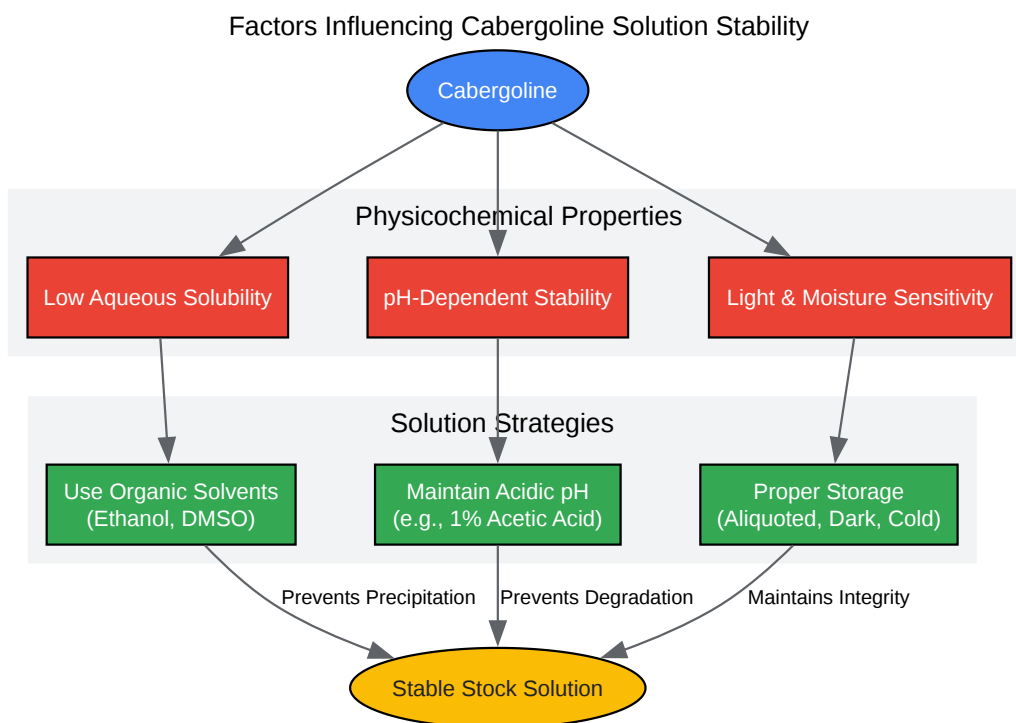 Factors Influencing Cabergoline Solution Stability
Cabergoline
Physicochemical Properties
Low Aqueous Solubility
pH-Dependent Stability
Light & Moisture Sensitivity
Solution Strategies
Use Organic Solvents
(Ethanol, DMSO)
Maintain Acidic pH
(e.g., 1% Acetic Acid)
Proper Storage
(Aliquoted, Dark, Cold)
Prevents Precipitation
Prevents Degradation
Maintains Integrity
Stable Stock Solution